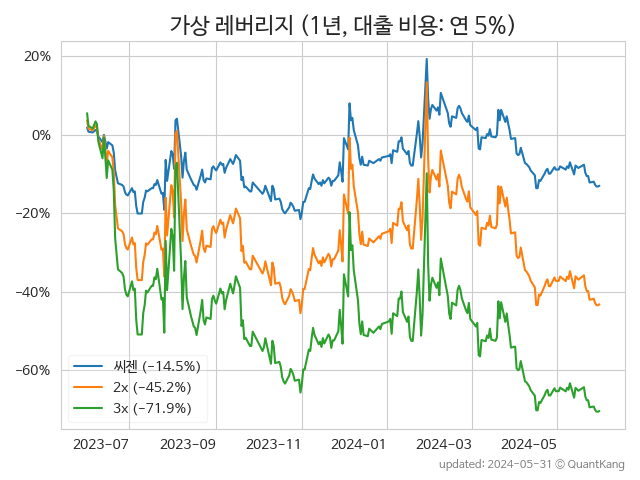 가상 레버리지 (1년, 대출 비용: 연 5%)
20%
0%
−20%
−40%
−60%
씨젠 (−14.5%)
2x (−45.2%)
3x (−71.9%)
2023−07
2023−09
2023−11
2024−01
2024−03
2024−05
updated: 2024-05-31 © QuantKang